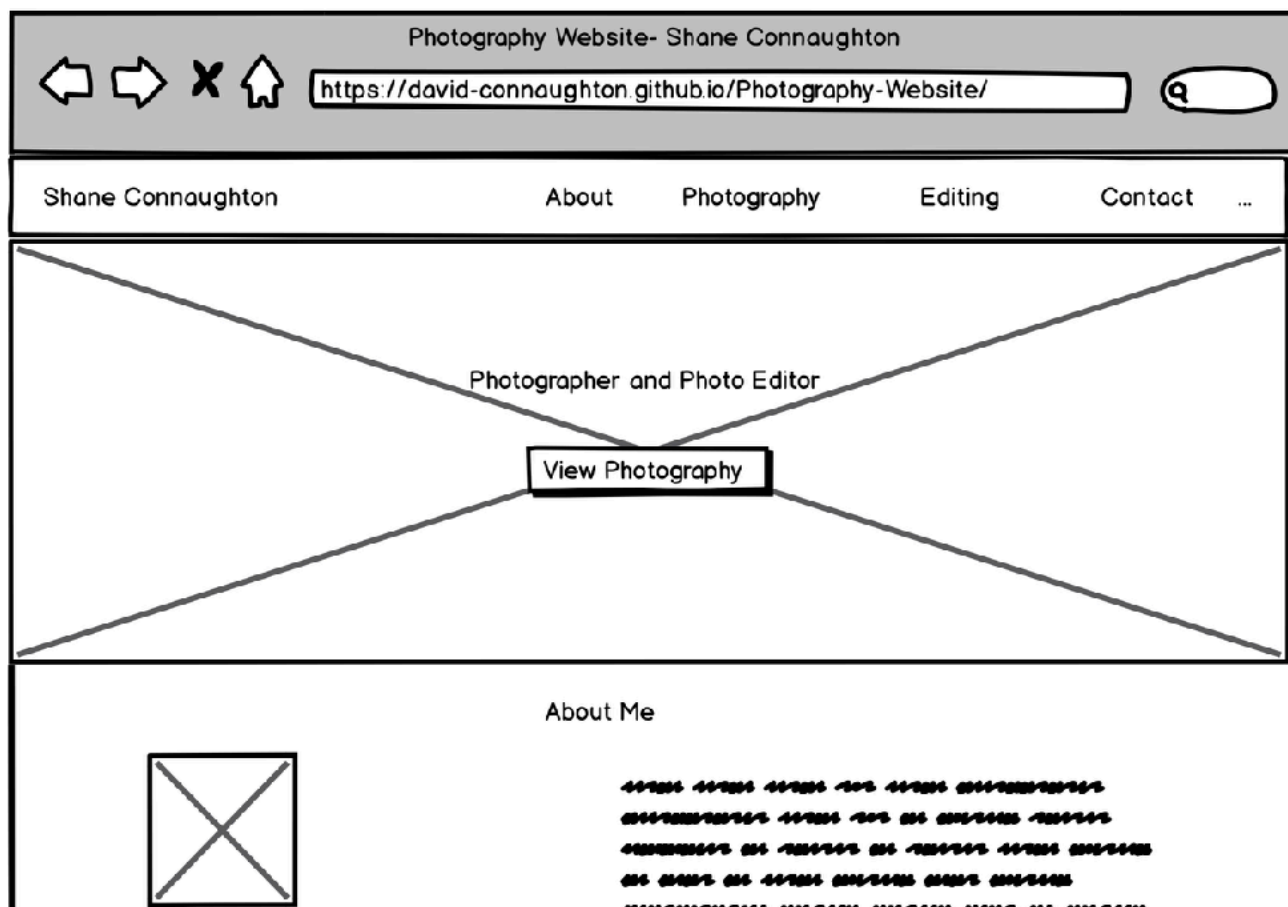 Photography Website- Shane Connaughton
https://david-connaughton.github.io/Photography-Website/
Shane Connaughton About Photography Editing Contact ...
Photographer and Photo Editor
View Photography
About Me